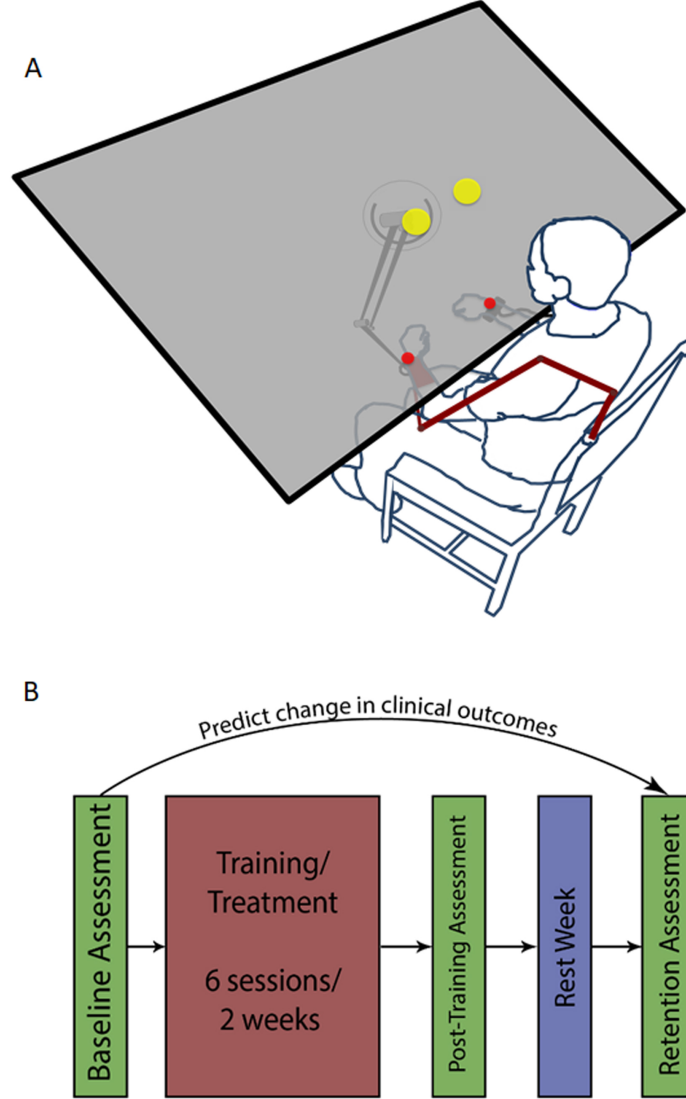 A
B
Predict change in clinical outcomes
Baseline Assessment
Training/
Treatment
6 sessions/
2 weeks
Post-Training Assessment
Rest Week
Retention Assessment